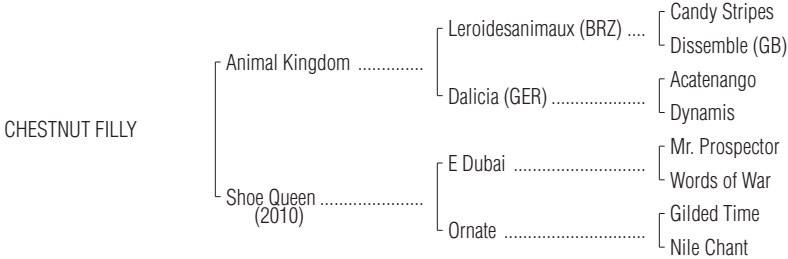 CHESTNUT FILLY
Animal Kingdom ..............
Shoe Queen ......................
(2010)
Leroidesanimaux (BRZ) ....
Dalicia (GER) ....................
E Dubai ............................
Ornate ..............................
Candy Stripes
Dissemble (GB)
Acatenango
Dynamis
Mr. Prospector
Words of War
Gilded Time
Nile Chant